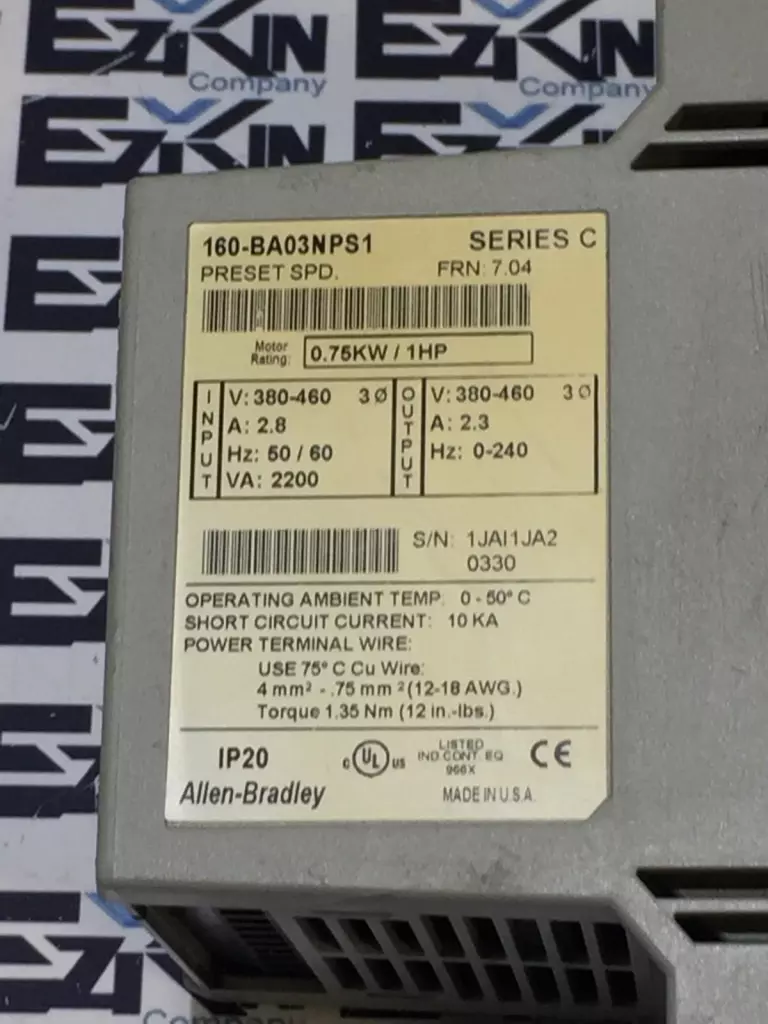 EZKIN
Company
EZKIN
Company
EZKIN
160-BA03NPS1 SERIES C
PRESET SPD. FRN: 7.04
Motor
Rating: 0.75KW / 1HP
INPUT
V: 380-460 3Ø
A: 2.8
Hz: 50 / 60
VA: 2200
OUTPUT
V: 380-460 3Ø
A: 2.3
Hz: 0-240
S/N: 1JAI1JA2
0330
OPERATING AMBIENT TEMP. 0 - 50° C
SHORT CIRCUIT CURRENT: 10 KA
POWER TERMINAL WIRE:
USE 75° C Cu Wire:
4 mm² - .75 mm² (12-18 AWG.)
Torque 1.35 Nm (12 in.-lbs.)
IP20
c UL us
LISTED
IND CONT. EQ
966X
CE
Allen-Bradley
MADE IN U.S.A.